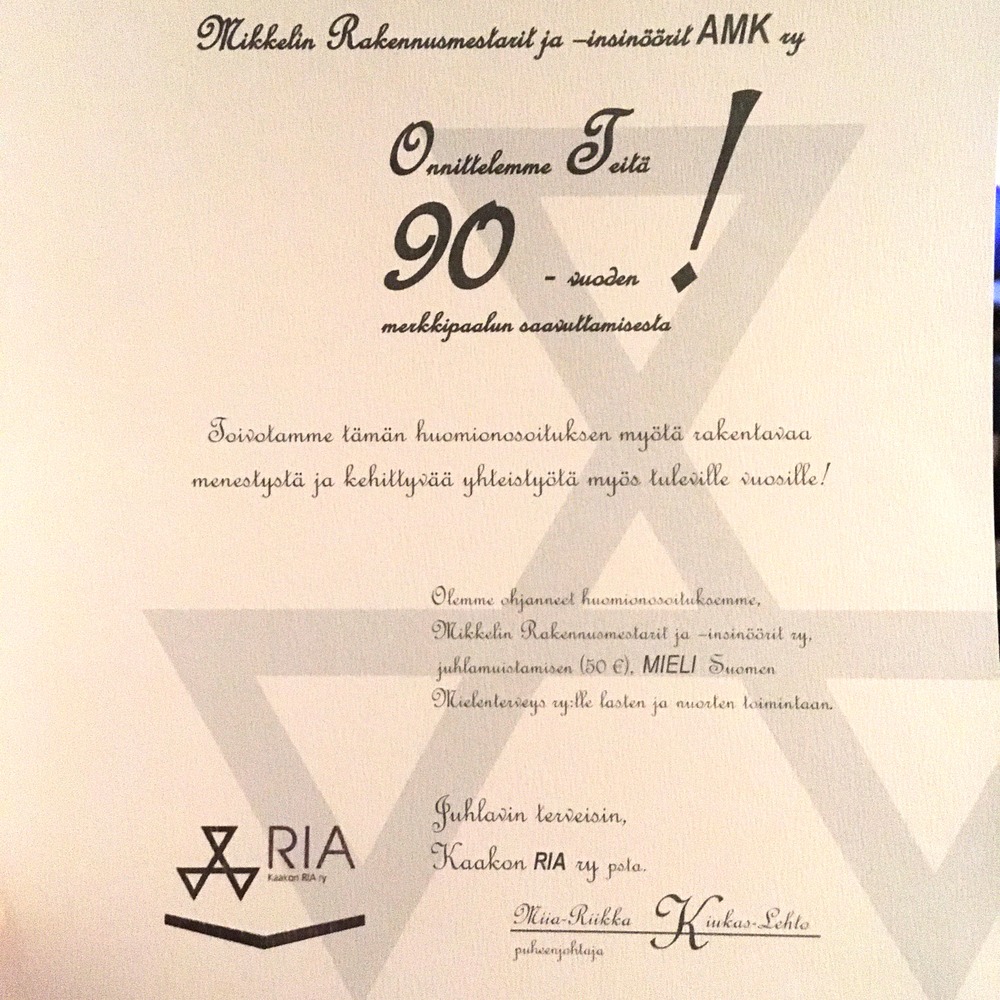 Mikkelin Rakennusmestarit ja -insinöörit AMK ry
Onnittelemme Teitä
90 - vuoden !
merkkipaalun saavuttamisesta
Toivotamme tämän huomionosoituksen myötä rakentavaa
menestystä ja kehittyvää yhteistyötä myös tuleville vuosille!
Olemme ohjanneet huomionosoituksemme,
Mikkelin Rakennusmestarit ja -insinöörit ry,
juhlamuistamisen (50 €), MIELI Suomen
Mielenterveys ry:lle lasten ja nuorten toimintaan.
Juhlavin terveisin,
Kaakon RIA ry psta.
Miia-Riikka Kiukas-Lehto
puheenjohtaja
RIA
Kaakon RIA ry